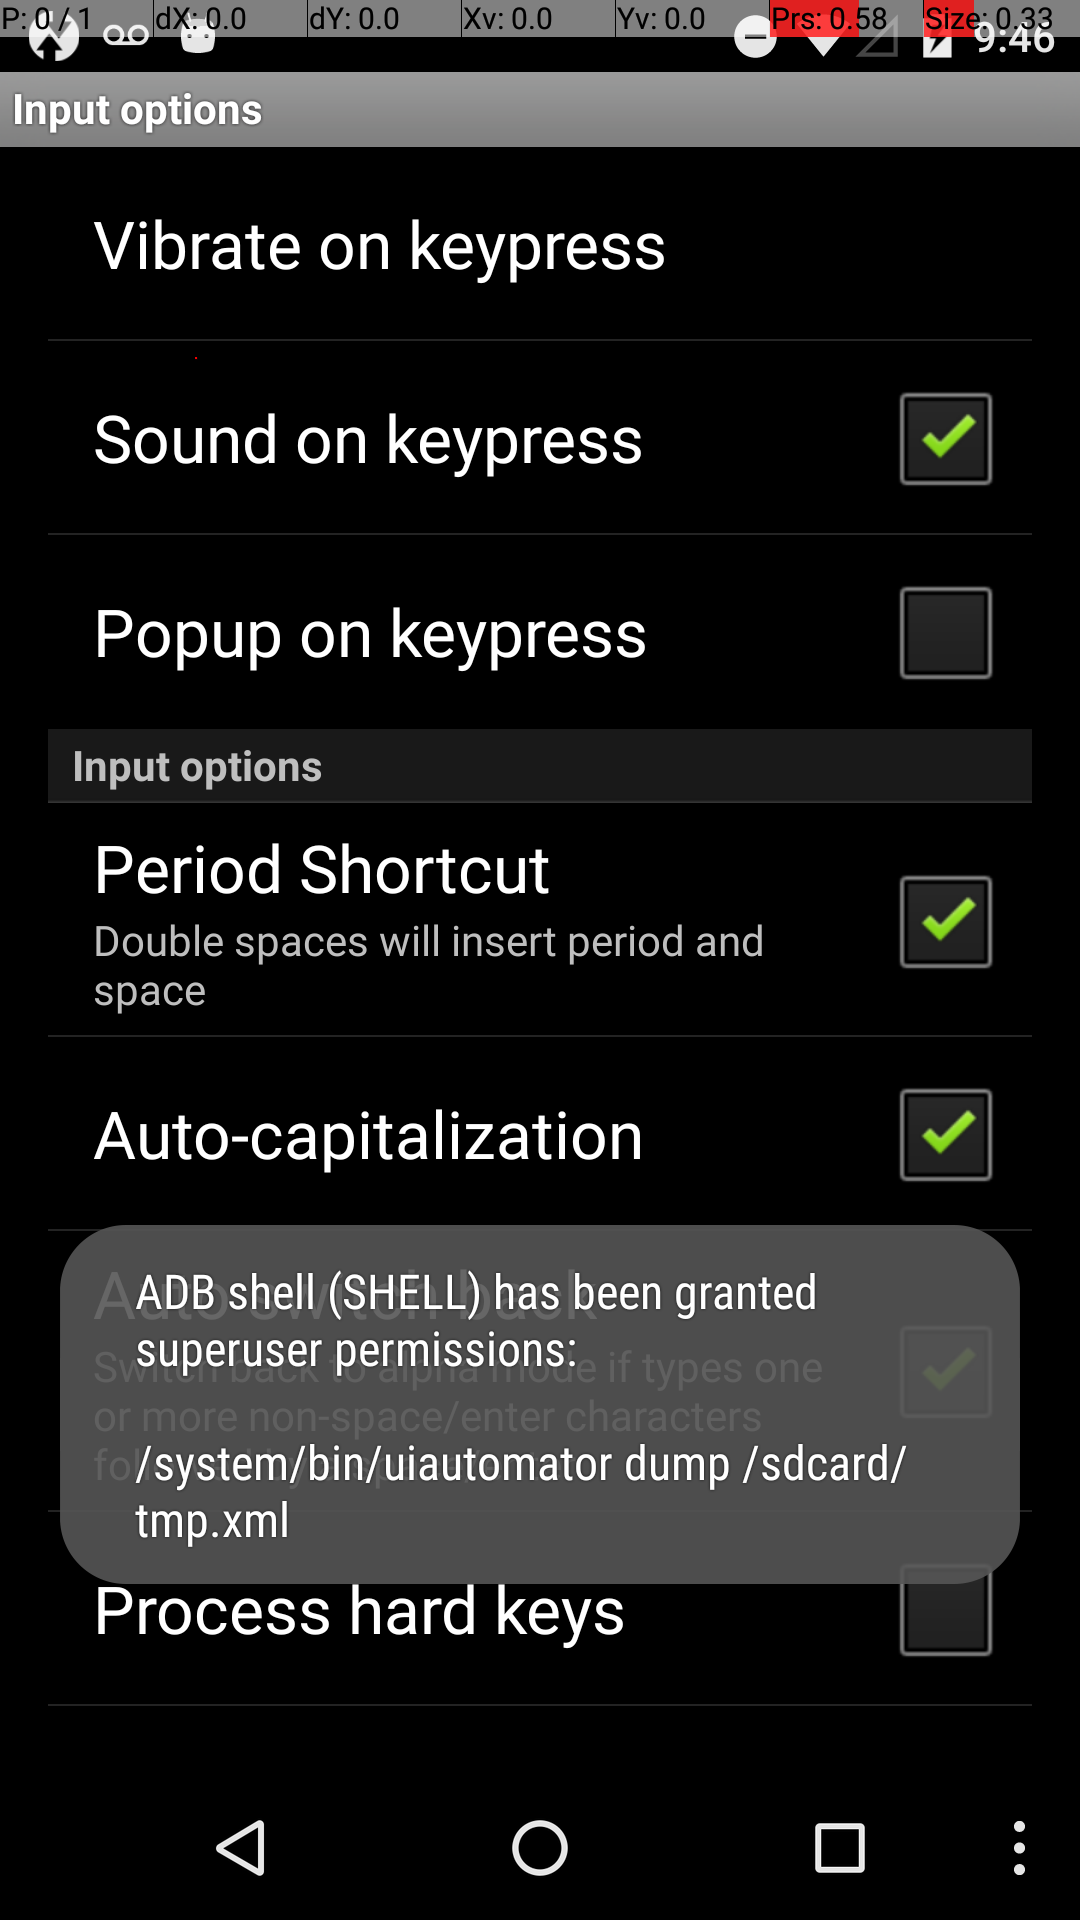 P: 0 / 1 dX: 0.0 dY: 0.0 Xv: 0.0 Yv: 0.0 Prs: 0.58 Size: 0.33
9:46
Input options
Vibrate on keypress
Sound on keypress
Popup on keypress
Input options
Period Shortcut
Double spaces will insert period and
space
Auto-capitalization
Auto switch back
Switch back to alpha mode if types one
or more non-space/enter characters
ADB shell (SHELL) has been granted
superuser permissions:
/system/bin/uiautomator dump /sdcard/
tmp.xml
Process hard keys